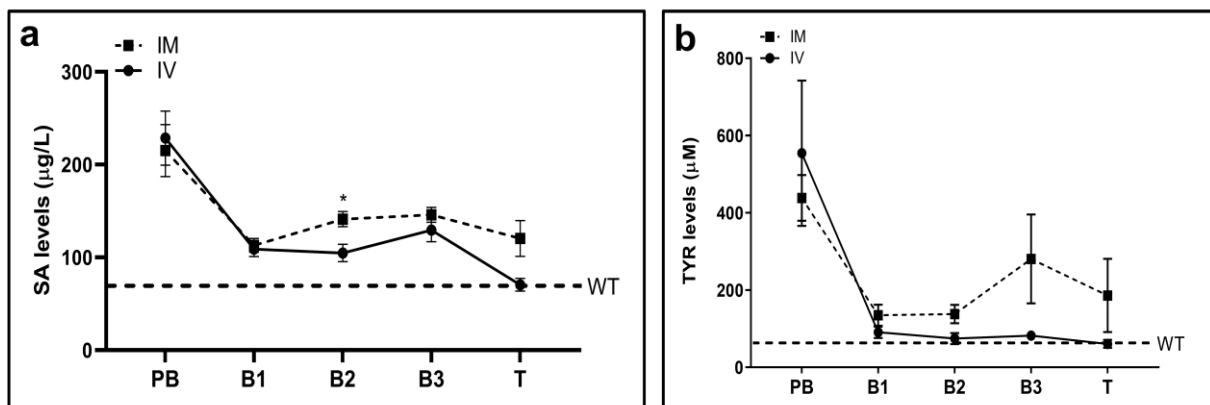 a
IM
IV
SA levels (μg/L)
300
200
100
0
*
WT
PB B1 B2 B3 T
b
IM
IV
TYR levels (μM)
800
600
400
200
0
WT
PB B1 B2 B3 T